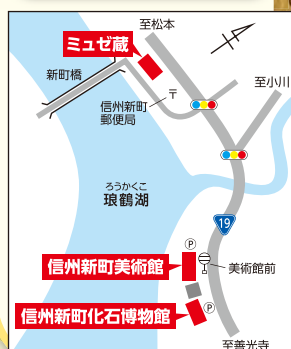 至松本
ミュゼ蔵
新町橋
至小川
〒
信州新町
郵便局
ろうかくこ
琅鶴湖
19
P
信州新町美術館
美術館前
信州新町化石博物館
P
至善光寺